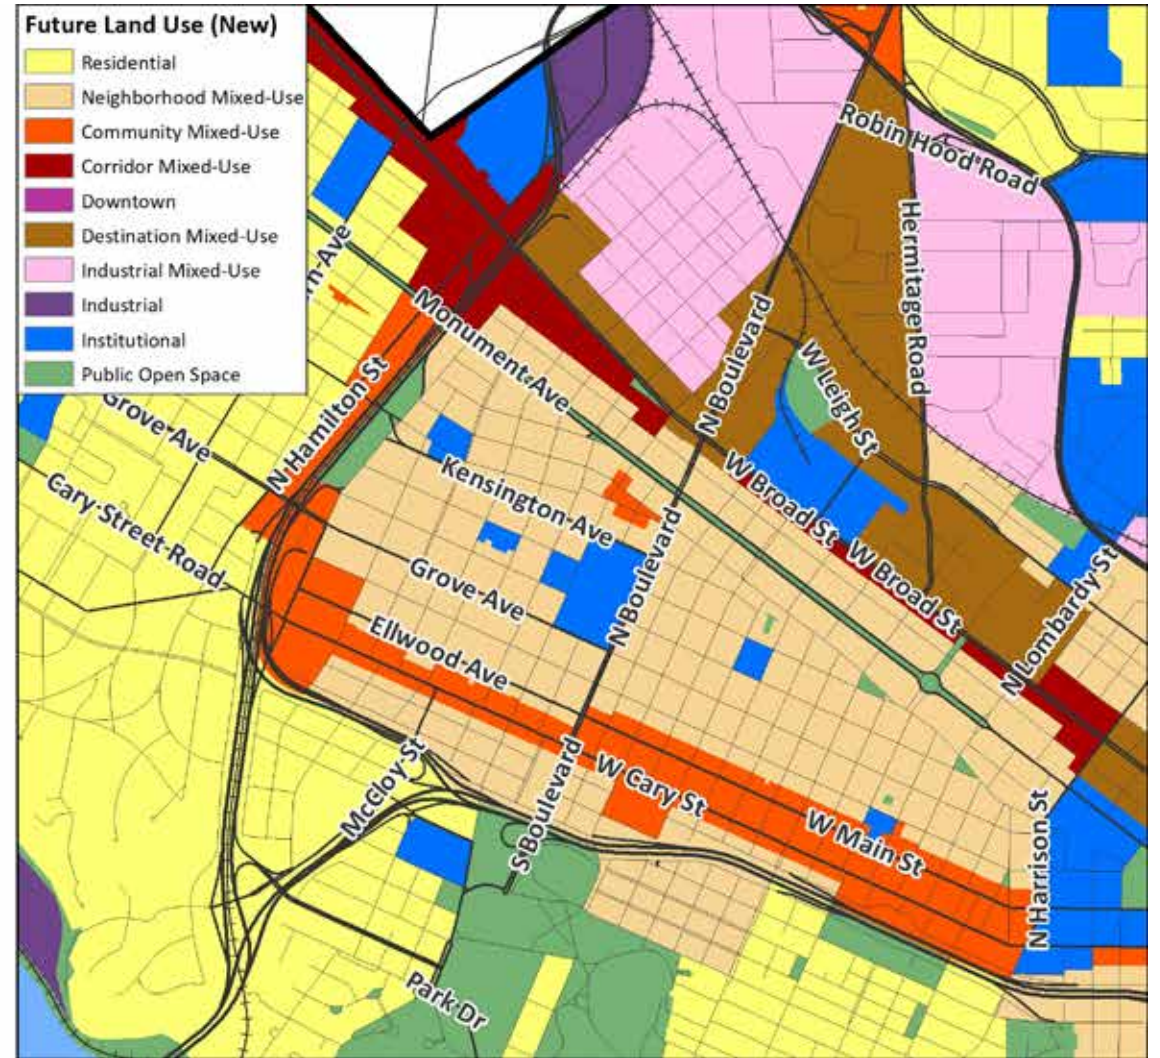 Future Land Use (New)
Residential
Neighborhood Mixed-Use
Community Mixed-Use
Corridor Mixed-Use
Downtown
Destination Mixed-Use
Industrial Mixed-Use
Industrial
Institutional
Public Open Space
Robin Hood Road
Hermitage Road
rn Ave
Monument Ave
N Boulevard
W Leigh St
N Hamilton St
Grove Ave
Cary Street Road
Kensington Ave
W Broad St
W Broad St
Grove Ave
N Boulevard
Ellwood Ave
N Lombardy St
McCloy St
S Boulevard
W Cary St
W Main St
N Harrison St
Park Dr